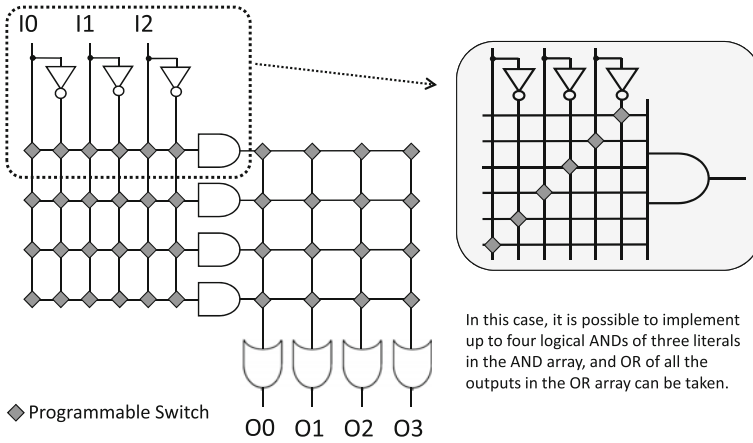 I0 I1 I2
In this case, it is possible to implement
up to four logical ANDs of three literals
in the AND array, and OR of all the
outputs in the OR array can be taken.
Programmable Switch
O0 O1 O2 O3